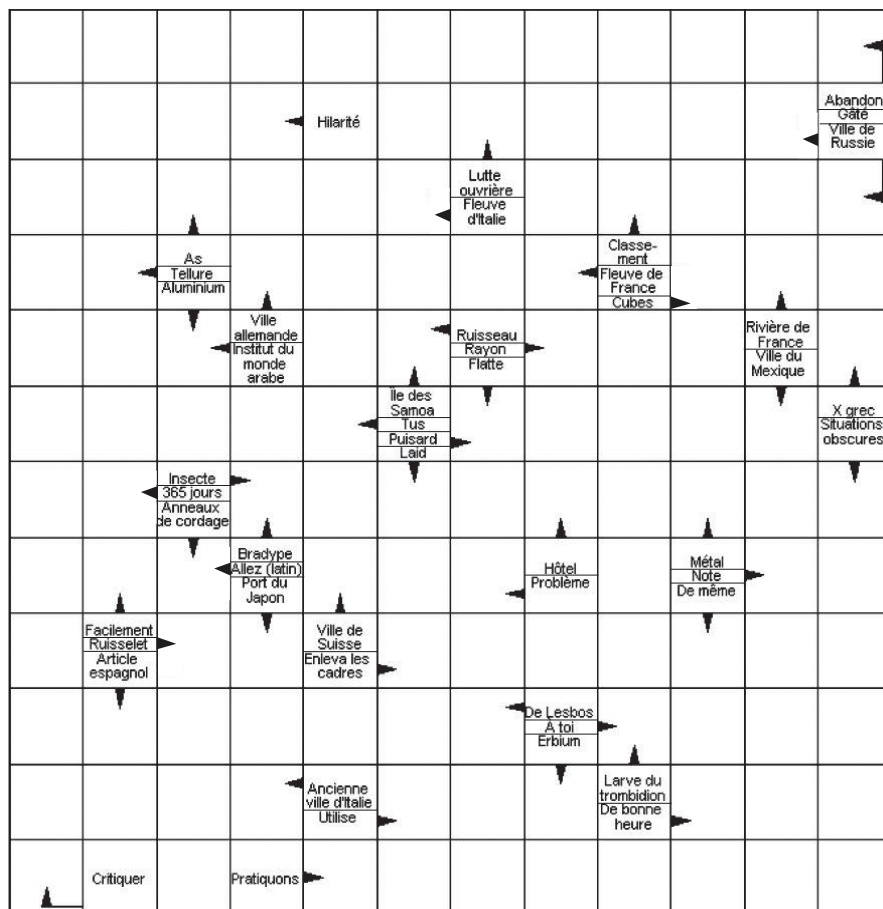 Hilarité
Abandon
Gâté
Ville de
Russie
Lutte
ouvrière
Fleuve
d'Italie
As
Tellure
Aluminium
Classe-
ment
Fleuve de
France
Cubes
Ville
allemande
Institut du
monde
arabe
Ruisseau
Rayon
Flatte
Rivière de
France
Ville du
Mexique
Île des
Samoa
Tus
Puisard
Laid
X grec
Situations
obscures
Insecte
365 jours
Anneaux
de cordage
Bradype
Allez (latin)
Port du
Japon
Hôtel
Problème
Métal
Note
De même
Facilement
Ruisselet
Article
espagnol
Ville de
Suisse
Enleva les
cadres
De Lesbos
À toi
Erbium
Ancienne
ville d'Italie
Utilise
Larve du
trombidion
De bonne
heure
Critiquer
Pratiquons